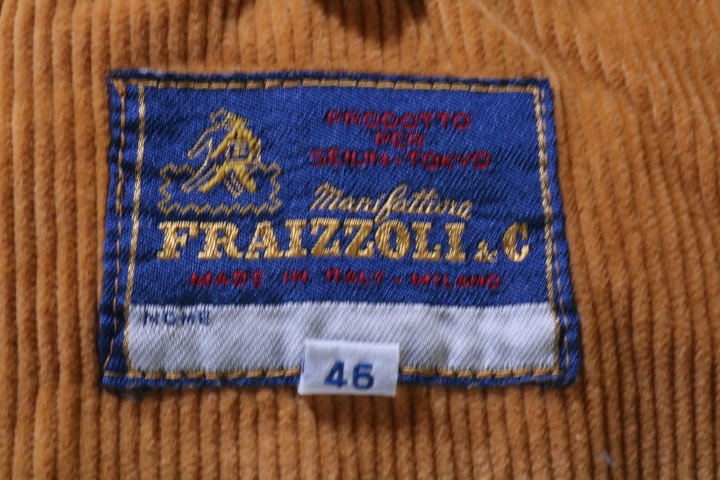 PRODOTTO
PER
SEIUN-TOKYO
Manifattura
FRAIZZOLI & C
MADE IN ITALY - MILANO
NOME
46